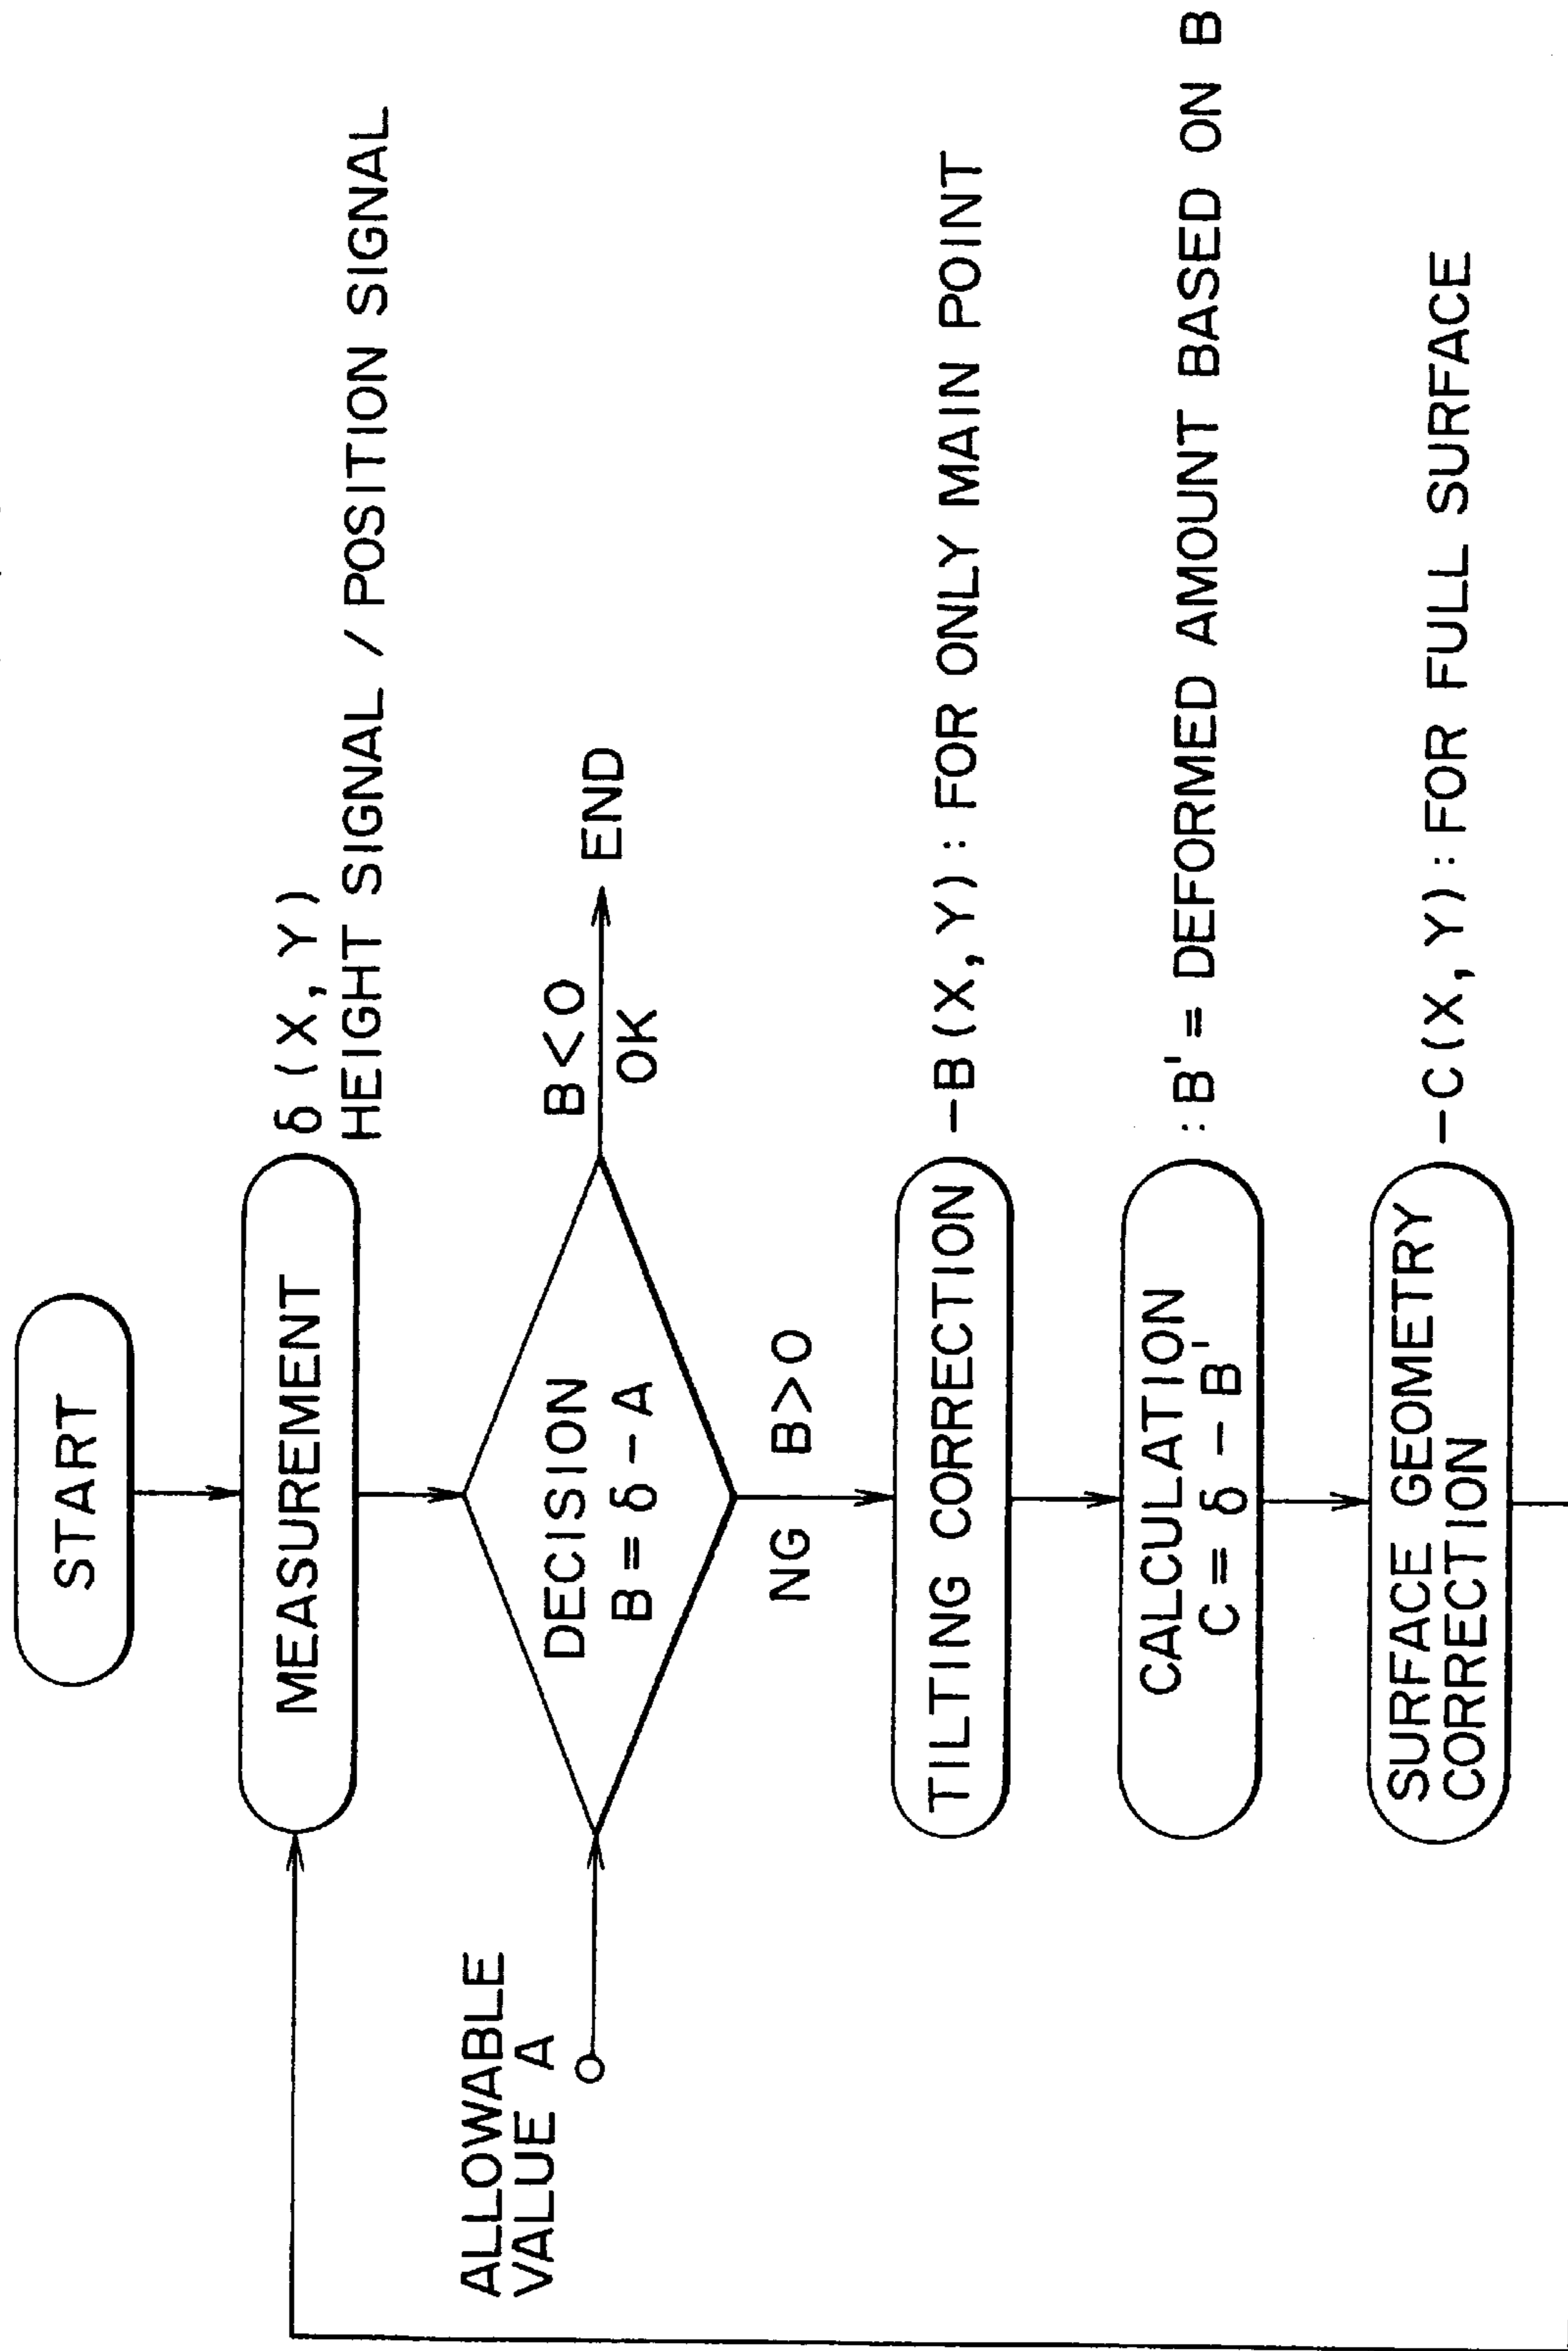 START
MEASUREMENT
δ (X, Y)
HEIGHT SIGNAL / POSITION SIGNAL
ALLOWABLE
VALUE A
DECISION
B = δ - A
B<0
OK
END
NG B>0
TILTING CORRECTION
-B (X, Y) : FOR ONLY MAIN POINT
CALCULATION
C = δ - B'
: B' = DEFORMED AMOUNT BASED ON B
SURFACE GEOMETRY
CORRECTION
-C (X, Y) : FOR FULL SURFACE